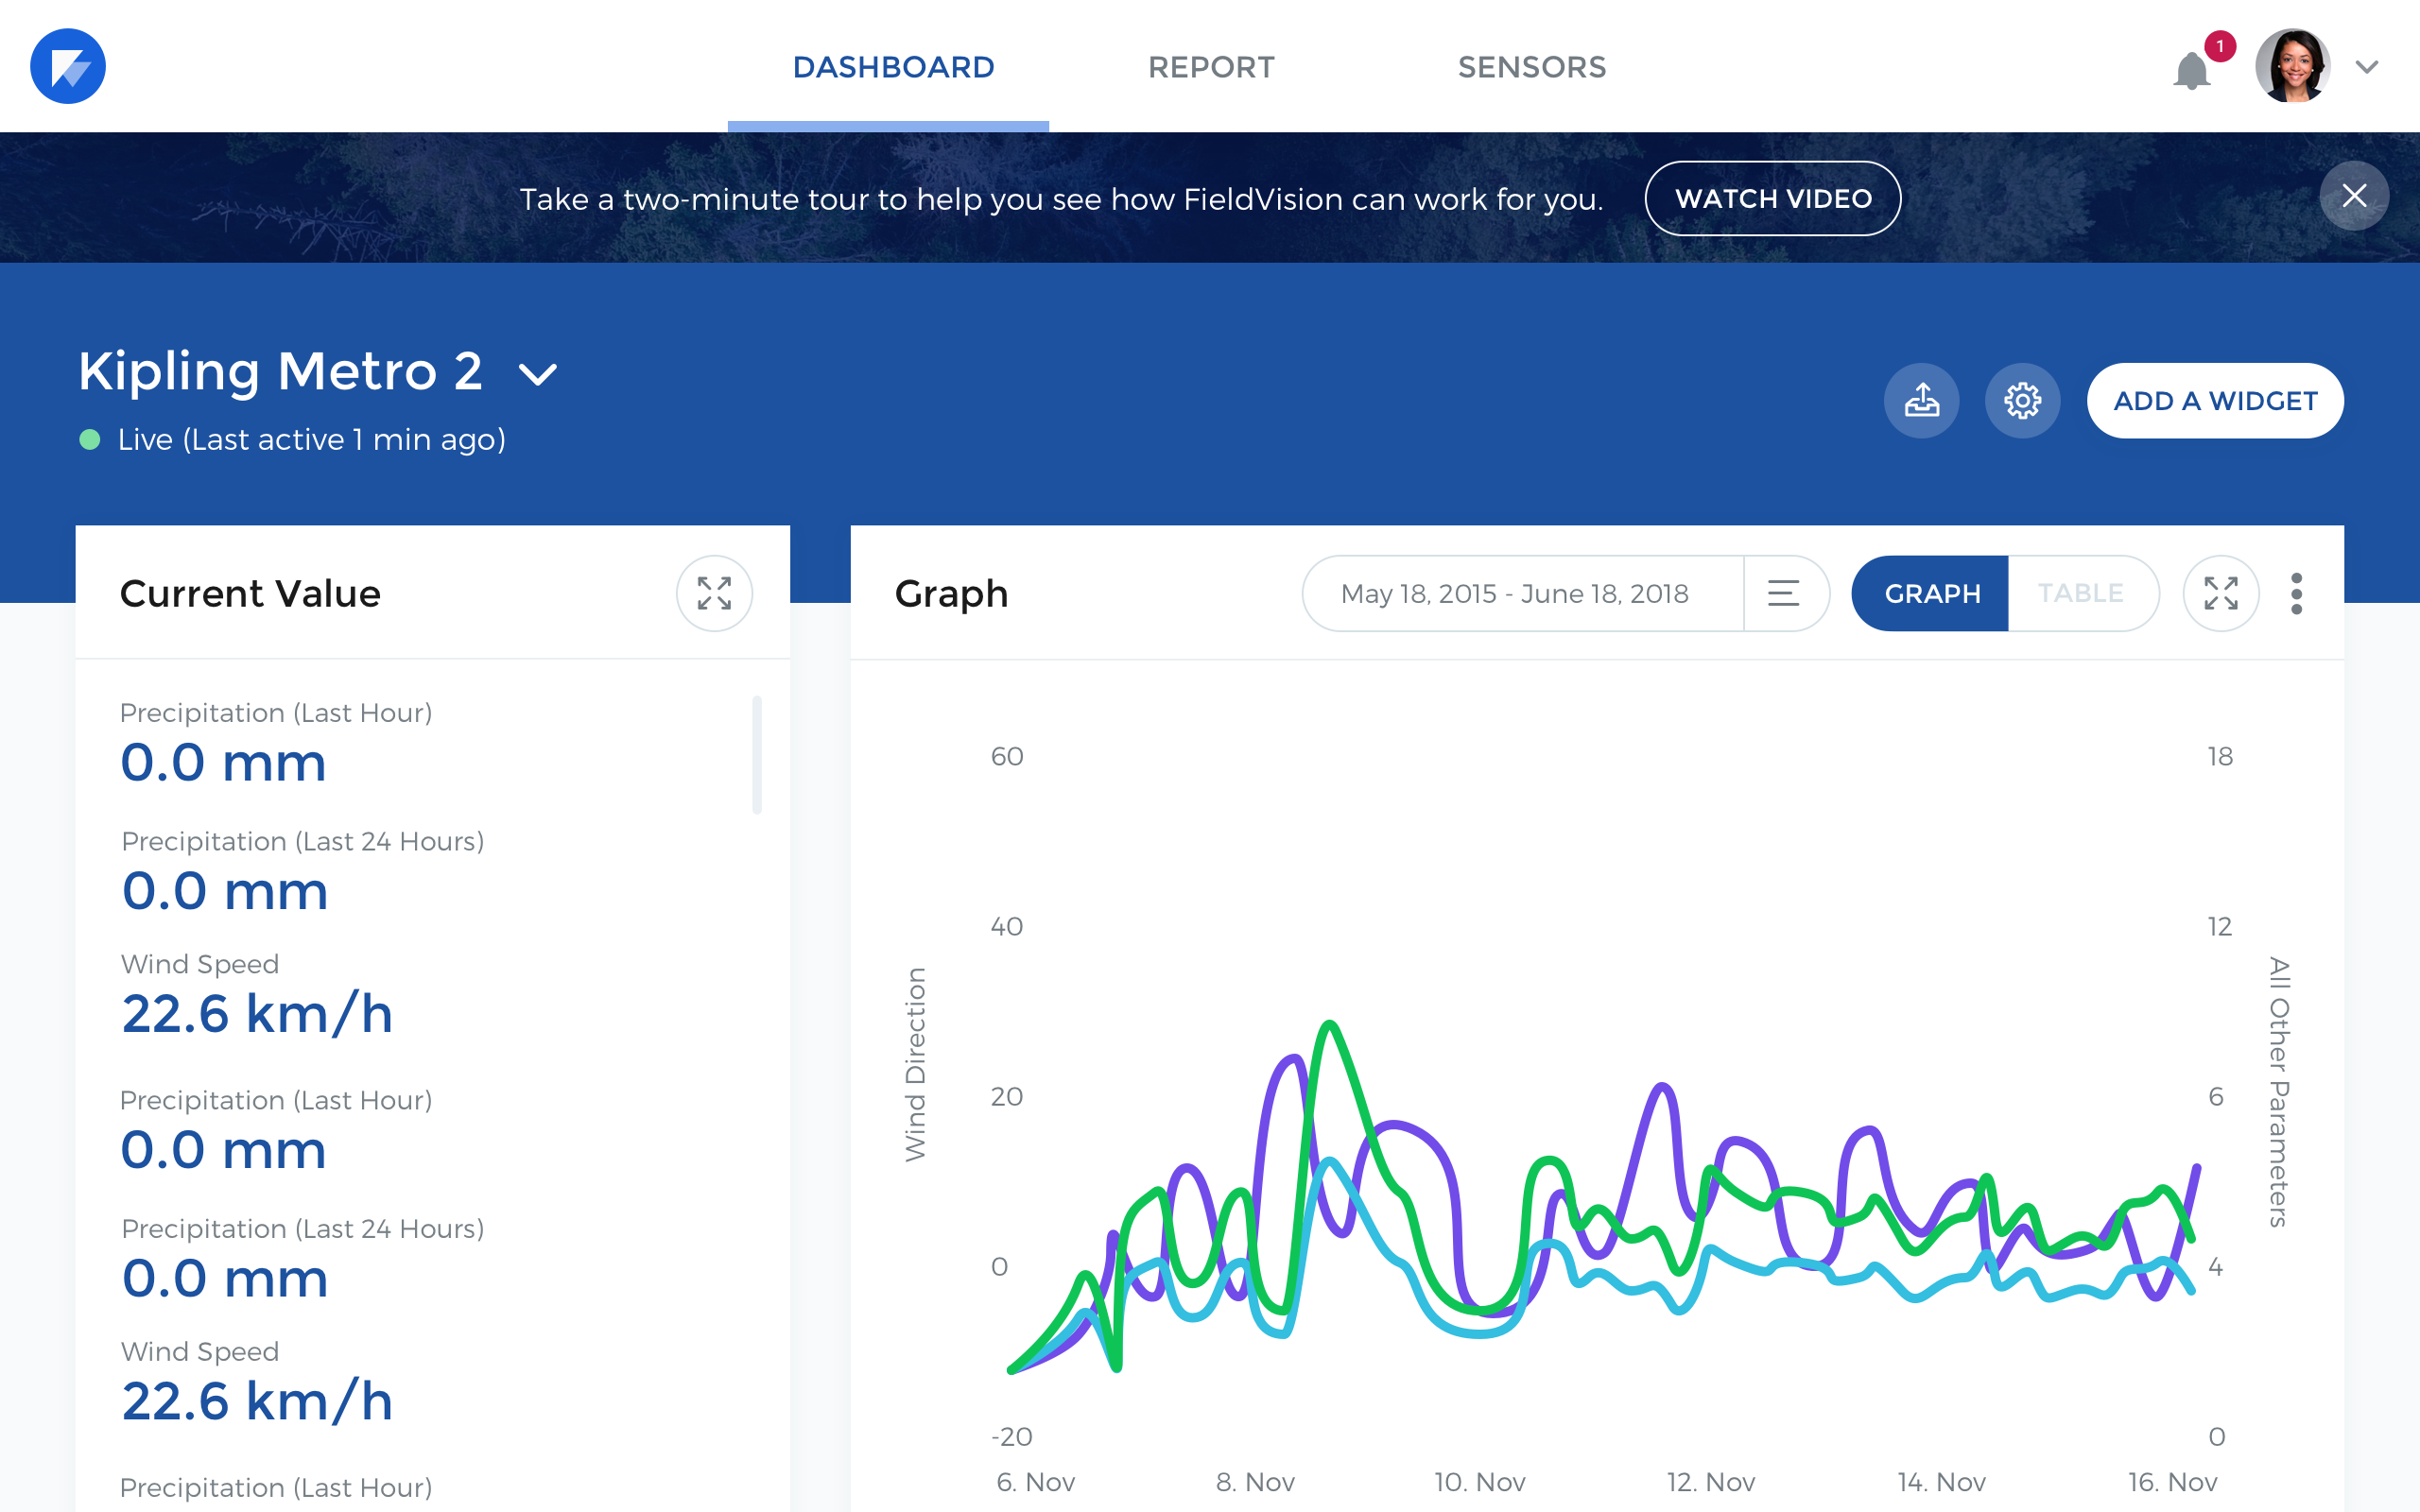 DASHBOARD
REPORT
SENSORS
1
Take a two-minute tour to help you see how FieldVision can work for you.
WATCH VIDEO
Kipling Metro 2
Live (Last active 1 min ago)
ADD A WIDGET
Current Value
Precipitation (Last Hour)
0.0 mm
Precipitation (Last 24 Hours)
0.0 mm
Wind Speed
22.6 km/h
Precipitation (Last Hour)
0.0 mm
Precipitation (Last 24 Hours)
0.0 mm
Wind Speed
22.6 km/h
Precipitation (Last Hour)
Graph
May 18, 2015 - June 18, 2018
GRAPH
TABLE
Wind Direction
60
40
20
0
-20
18
12
6
4
0
All Other Parameters
6. Nov
8. Nov
10. Nov
12. Nov
14. Nov
16. Nov